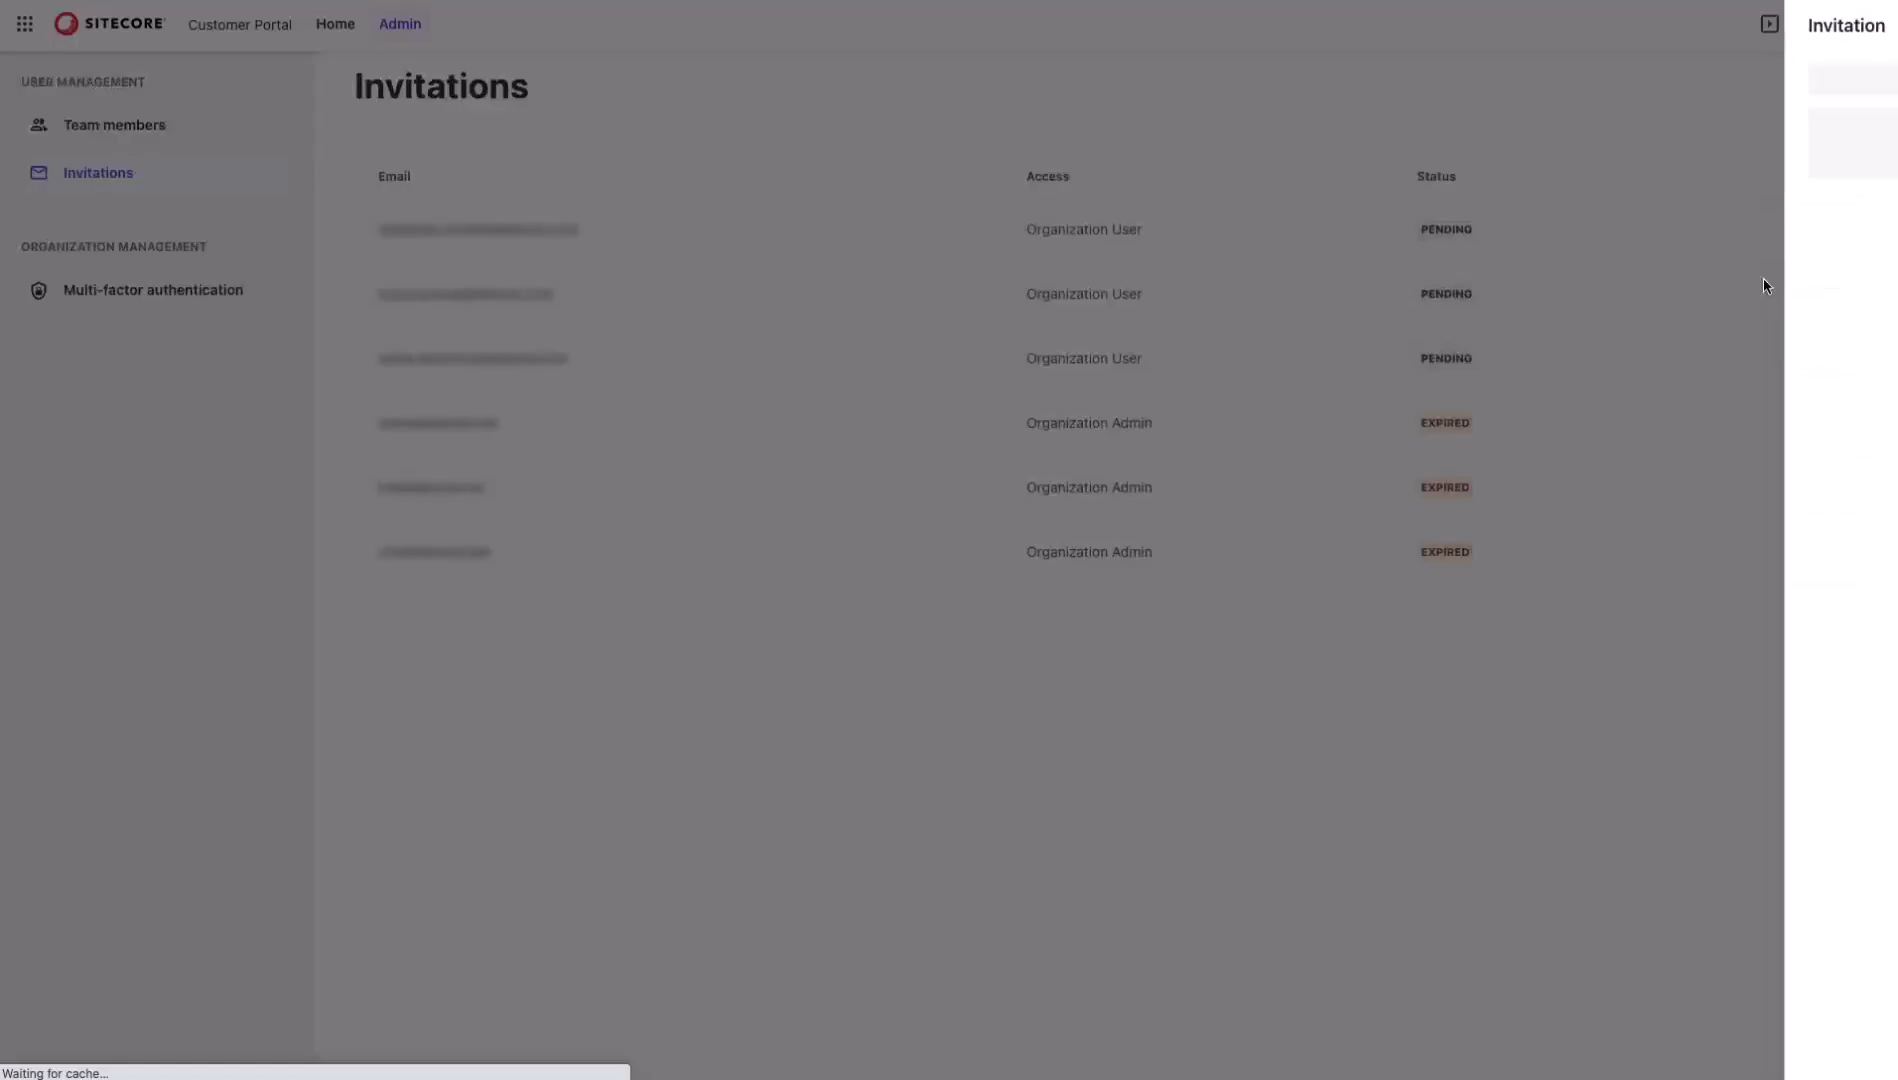 SITECORE Customer Portal Home Admin
Invitation
USER MANAGEMENT
Team members
Invitations
ORGANIZATION MANAGEMENT
Multi-factor authentication
Invitations
Email Access Status
Organization User PENDING
Organization User PENDING
Organization User PENDING
Organization Admin EXPIRED
Organization Admin EXPIRED
Organization Admin EXPIRED
Waiting for cache...